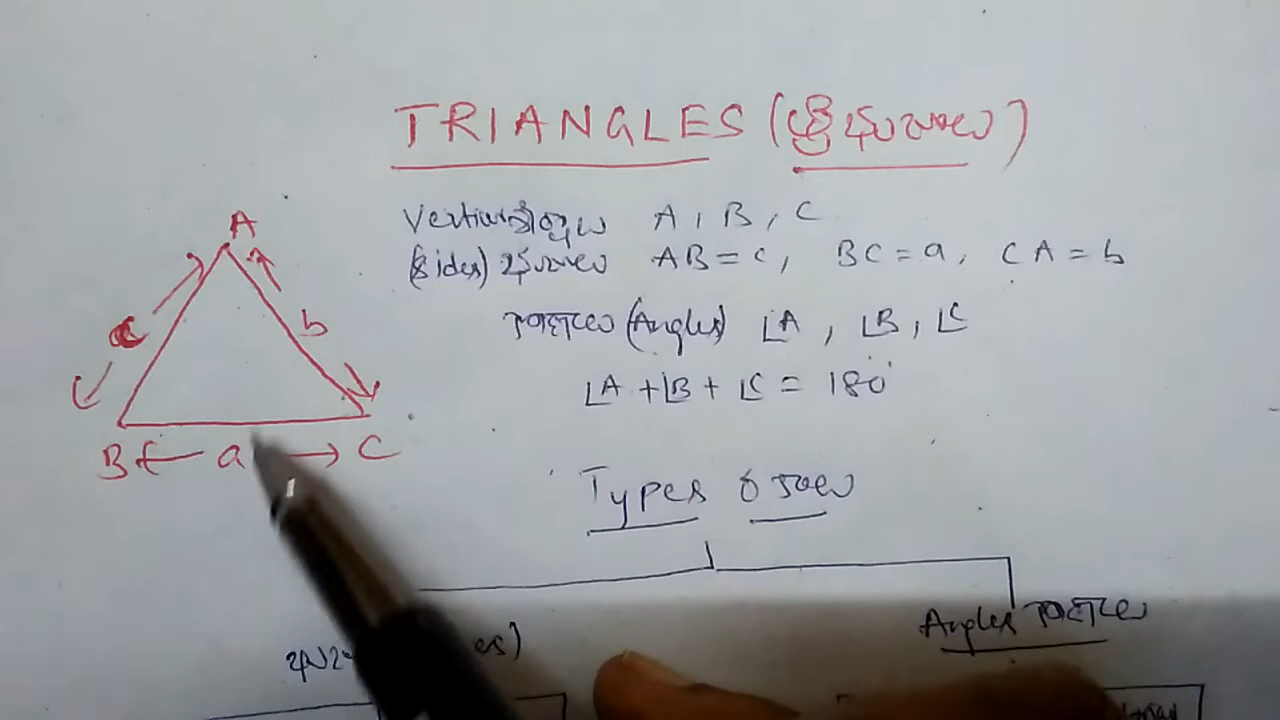 TRIANGLES (త్రిభుజాలు)
A
Vertices శీర్షాలు A, B, C
(Sides) భుజాలు AB = c, BC = a, CA = b
c
b
కోణాలు (Angles) ∠A, ∠B, ∠C
∠A + ∠B + ∠C = 180°
B a C
Types రకాలు
Angles కోణాలు